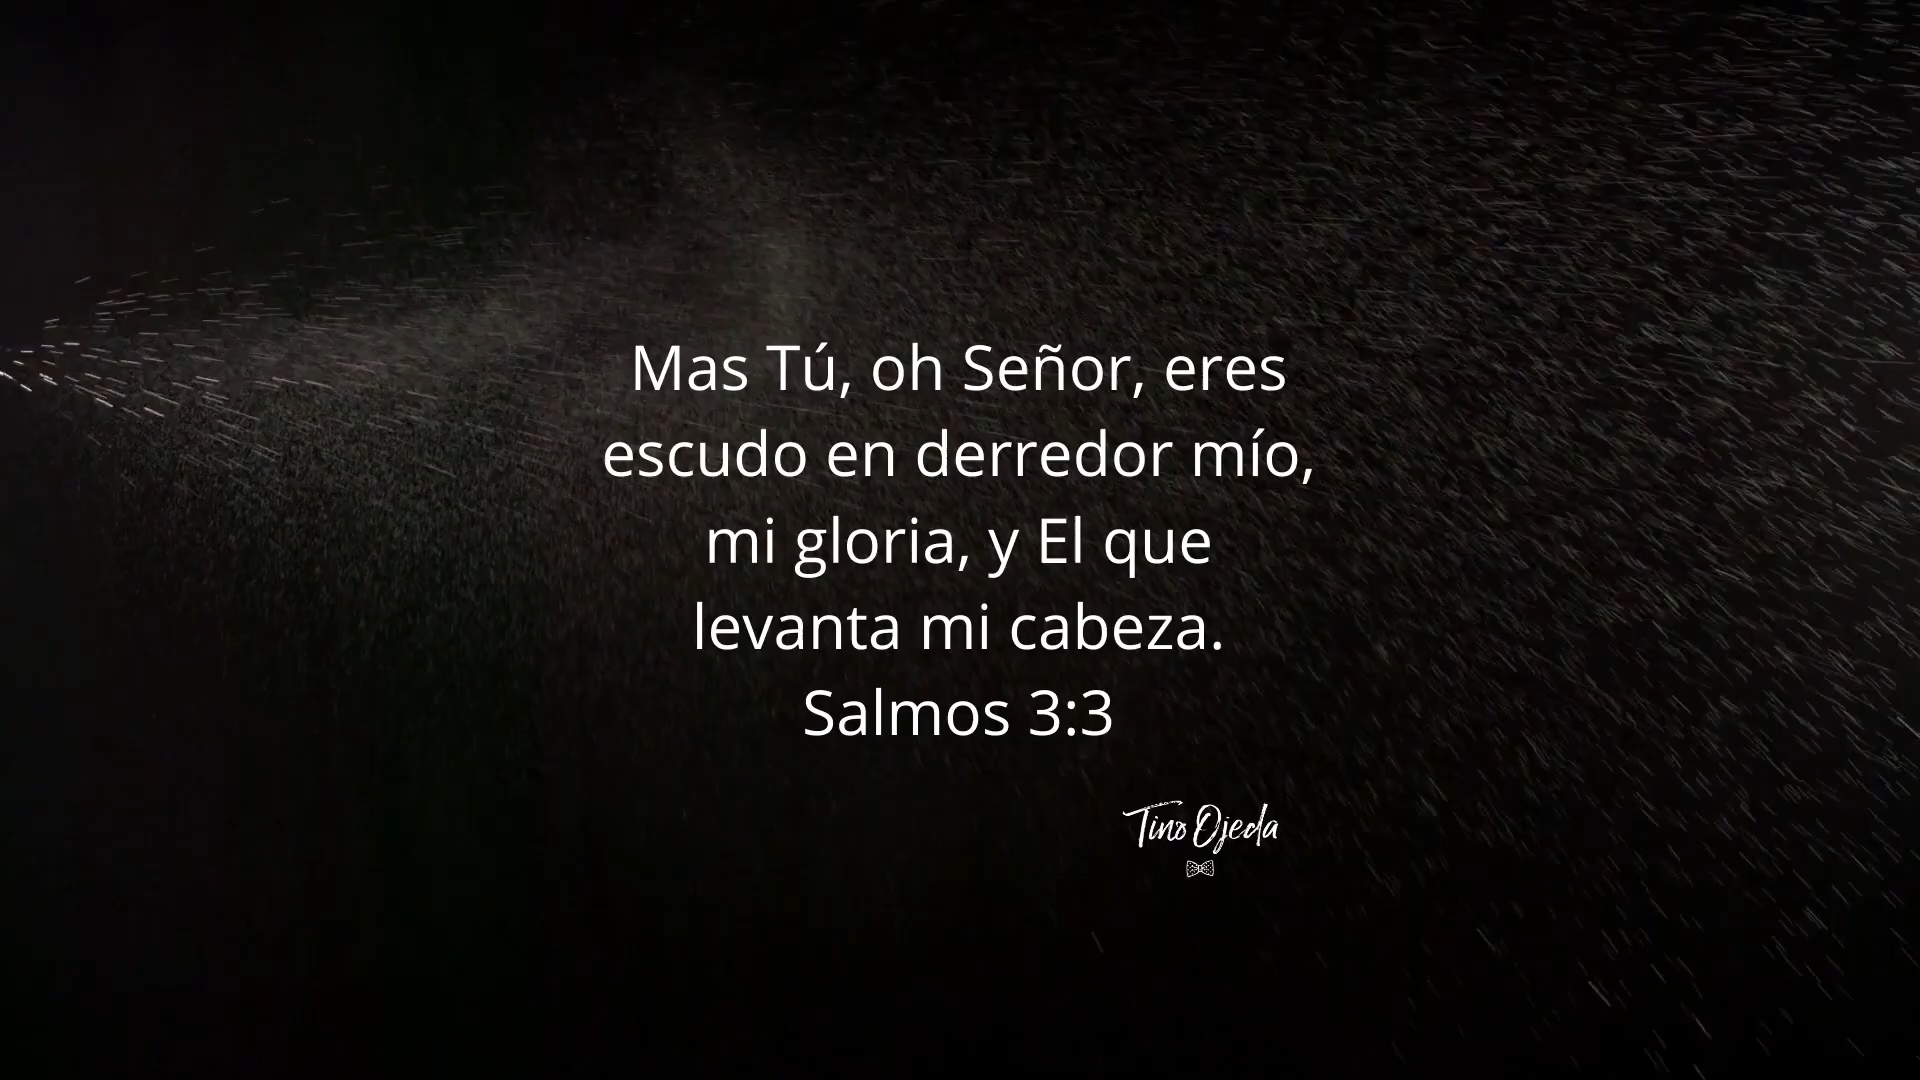 Mas Tú, oh Señor, eres
escudo en derredor mío,
mi gloria, y El que
levanta mi cabeza.
Salmos 3:3
Tino Ojeda